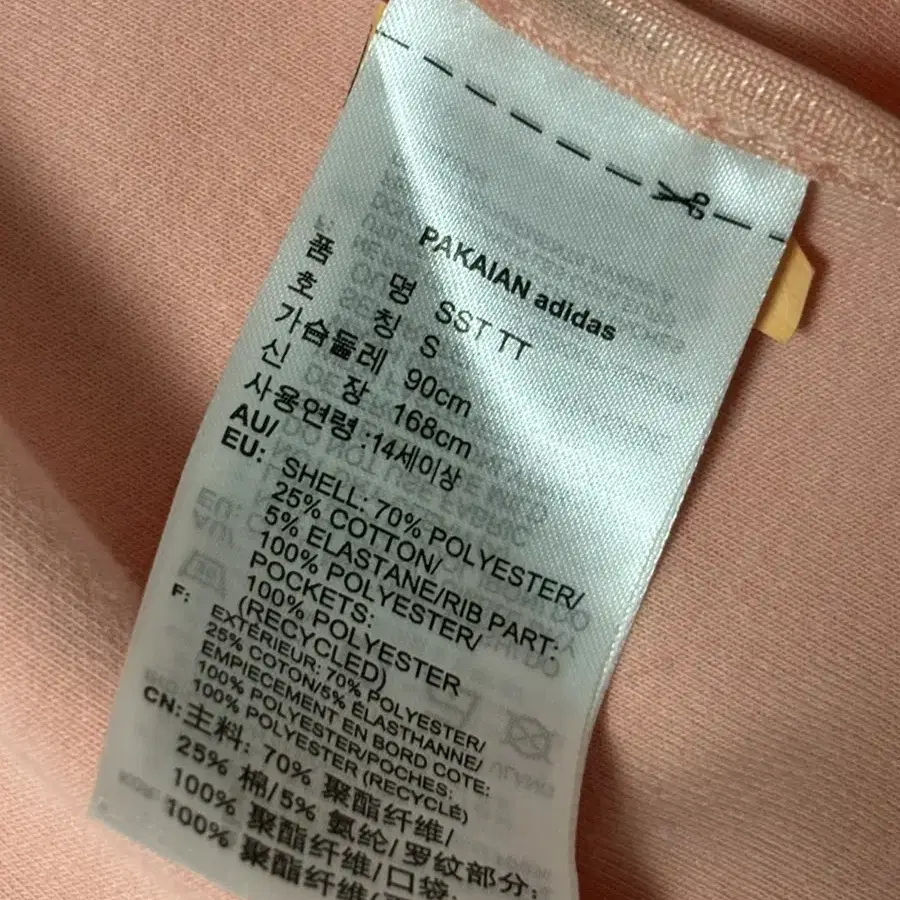 PAKAIAN adidas
품 명 SST TT
호 칭 S
가슴둘레 90cm
신 장 168cm
사용연령 :14세이상
AU/
EU: SHELL: 70% POLYESTER/
25% COTTON/
5% ELASTANE/RIB PART:
100% POLYESTER/
POCKETS:
100% POLYESTER
(RECYCLED)
F: EXTÉRIEUR: 70% POLYESTER/
25% COTON/5% ÉLASTHANNE/
EMPIECEMENT EN BORD COTE:
100% POLYESTER/POCHES:
100% POLYESTER (RECYCLÉ)
CN: 主料: 70% 聚酯纤维/
25% 棉/5% 氨纶/罗纹部分:
100% 聚酯纤维/口袋:
100% 聚酯纤维